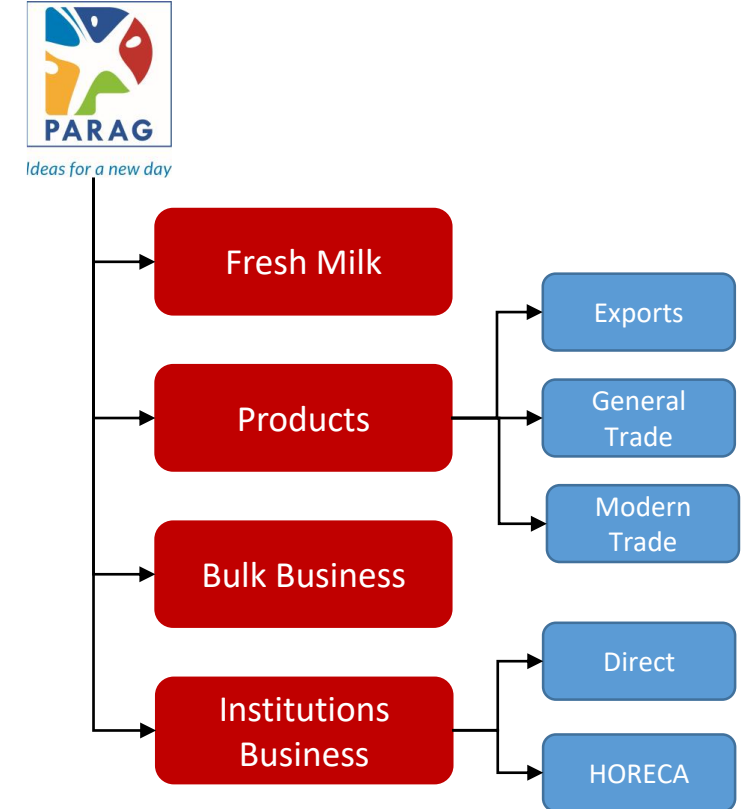 PARAG
Ideas for a new day
Fresh Milk
Products
Exports
General
Trade
Modern
Trade
Bulk Business
Institutions
Business
Direct
HORECA